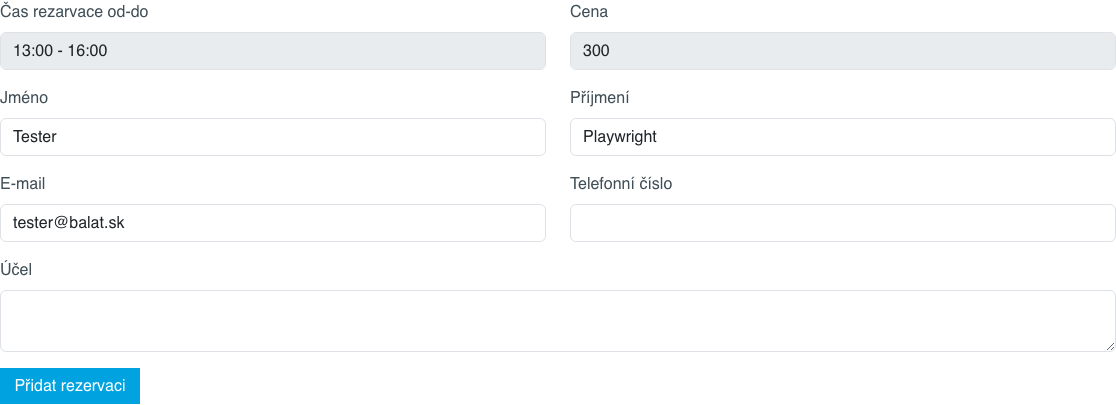 Čas rezarvace od-do
Cena
13:00 - 16:00
300
Jméno
Příjmení
Tester
Playwright
E-mail
Telefonní číslo
tester@balat.sk
Účel
Přidat rezervaci